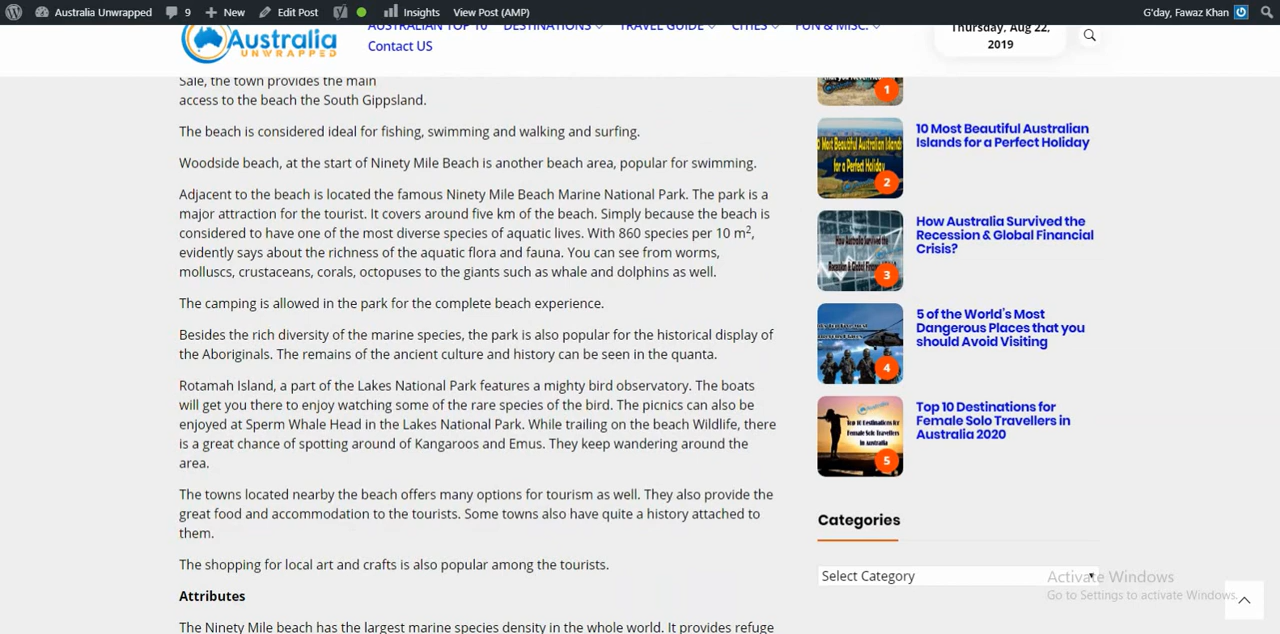 Australia Unwrapped
9
New
Edit Post
Insights
View Post (AMP)
G'day, Fawaz Khan
AUSTRALIAN TOP 10
DESTINATIONS
TRAVEL GUIDE
CITIES
FUN & MISC.
Contact US
Australia
UNWRAPPED
Thursday, Aug 22,
2019
Sale, the town provides the main
access to the beach the South Gippsland.
The beach is considered ideal for fishing, swimming and walking and surfing.
Woodside beach, at the start of Ninety Mile Beach is another beach area, popular for swimming.
Adjacent to the beach is located the famous Ninety Mile Beach Marine National Park. The park is a
major attraction for the tourist. It covers around five km of the beach. Simply because the beach is
considered to have one of the most diverse species of aquatic lives. With 860 species per 10 m²,
evidently says about the richness of the aquatic flora and fauna. You can see from worms,
molluscs, crustaceans, corals, octopuses to the giants such as whale and dolphins as well.
The camping is allowed in the park for the complete beach experience.
Besides the rich diversity of the marine species, the park is also popular for the historical display of
the Aboriginals. The remains of the ancient culture and history can be seen in the quanta.
Rotamah Island, a part of the Lakes National Park features a mighty bird observatory. The boats
will get you there to enjoy watching some of the rare species of the bird. The picnics can also be
enjoyed at Sperm Whale Head in the Lakes National Park. While trailing on the beach Wildlife, there
is a great chance of spotting around of Kangaroos and Emus. They keep wandering around the
area.
The towns located nearby the beach offers many options for tourism as well. They also provide the
great food and accommodation to the tourists. Some towns also have quite a history attached to
them.
The shopping for local art and crafts is also popular among the tourists.
Attributes
The Ninety Mile beach has the largest marine species density in the whole world. It provides refuge
1
2
10 Most Beautiful Australian
Islands for a Perfect Holiday
3
How Australia Survived the
Recession & Global Financial
Crisis?
4
5 of the World's Most
Dangerous Places that you
should Avoid Visiting
Top 10 Destinations for
Female Solo Travellers
in Australia
5
Top 10 Destinations for
Female Solo Travellers in
Australia 2020
Categories
Select Category
Activate Windows
Go to Settings to activate Windows.